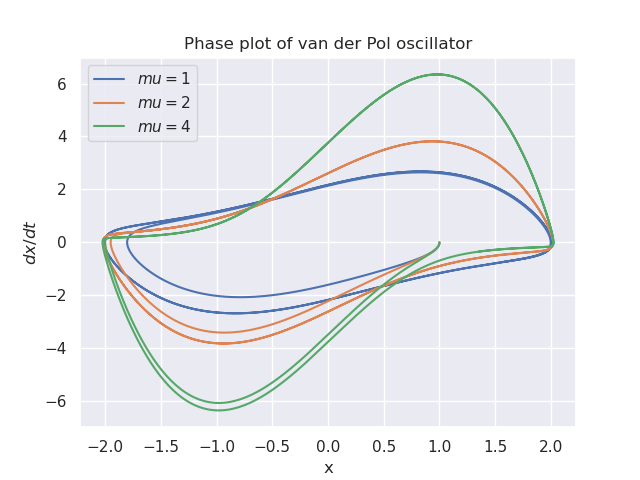 Phase plot of van der Pol oscillator
mu = 1
mu = 2
mu = 4
6
4
2
0
−2
−4
−6
dx/dt
−2.0 −1.5 −1.0 −0.5 0.0 0.5 1.0 1.5 2.0
x